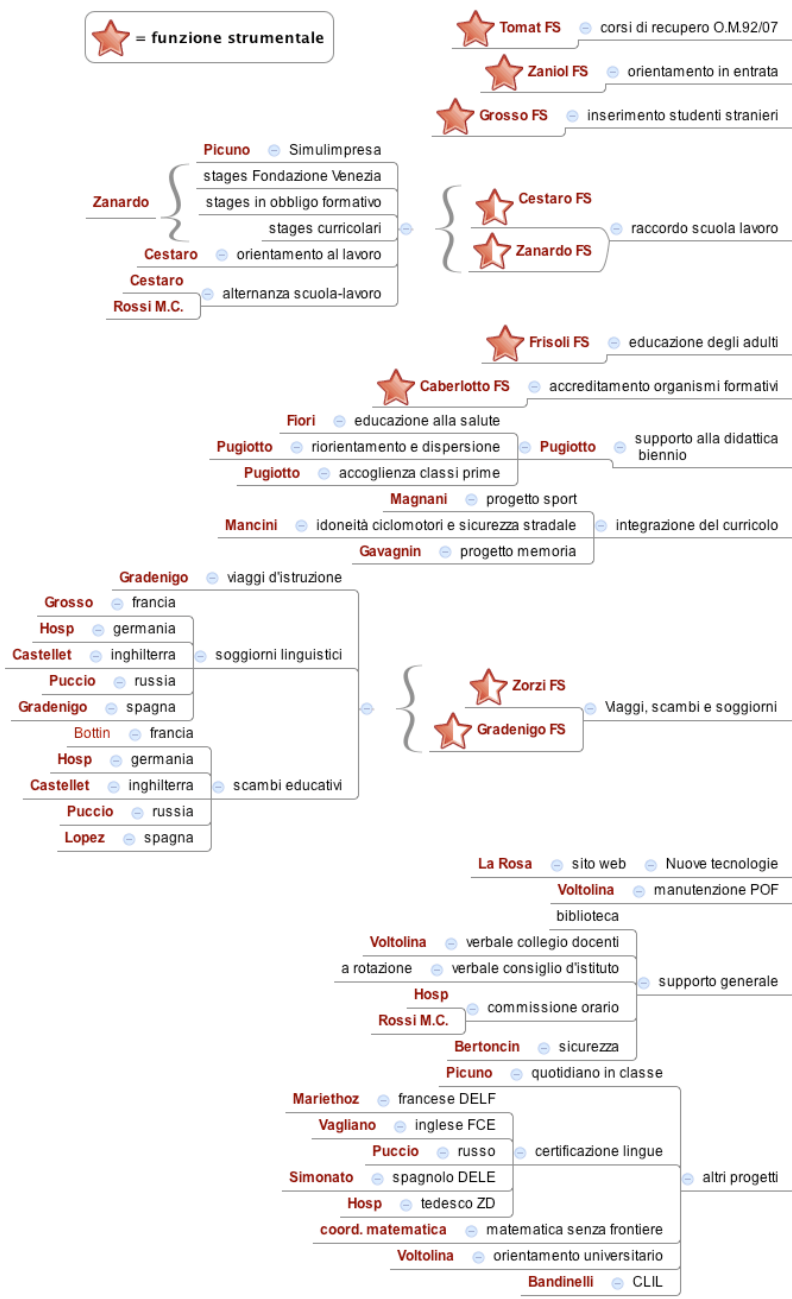 = funzione strumentale
Tomat FS corsi di recupero O.M.92/07
Zaniol FS orientamento in entrata
Grosso FS inserimento studenti stranieri
Picuno Simulimpresa
stages Fondazione Venezia
Zanardo
stages in obbligo formativo
stages curricolari
Cestaro orientamento al lavoro
Cestaro
Rossi M.C.
alternanza scuola-lavoro
Cestaro FS
Zanardo FS
raccordo scuola lavoro
Frisoli FS educazione degli adulti
Caberlotto FS accreditamento organismi formativi
Fiori educazione alla salute
Pugiotto riorientamento e dispersione
Pugiotto accoglienza classi prime
Pugiotto supporto alla didattica
biennio
Magnani progetto sport
Mancini idoneità ciclomotori e sicurezza stradale
Gavagnin progetto memoria
integrazione del curricolo
Gradenigo viaggi d'istruzione
Grosso francia
Hosp germania
Castellet inghilterra
Puccio russia
Gradenigo spagna
soggiorni linguistici
Bottin francia
Hosp germania
Castellet inghilterra
Puccio russia
Lopez spagna
scambi educativi
Zorzi FS
Gradenigo FS
Viaggi, scambi e soggiorni
La Rosa sito web Nuove tecnologie
Voltolina manutenzione POF
biblioteca
Voltolina verbale collegio docenti
a rotazione verbale consiglio d'istituto
Hosp
Rossi M.C.
commissione orario
Bertoncin sicurezza
supporto generale
Picuno quotidiano in classe
Mariethoz francese DELF
Vagliano inglese FCE
Puccio russo
Simonato spagnolo DELE
Hosp tedesco ZD
certificazione lingue
coord. matematica matematica senza frontiere
Voltolina orientamento universitario
Bandinelli CLIL
altri progetti